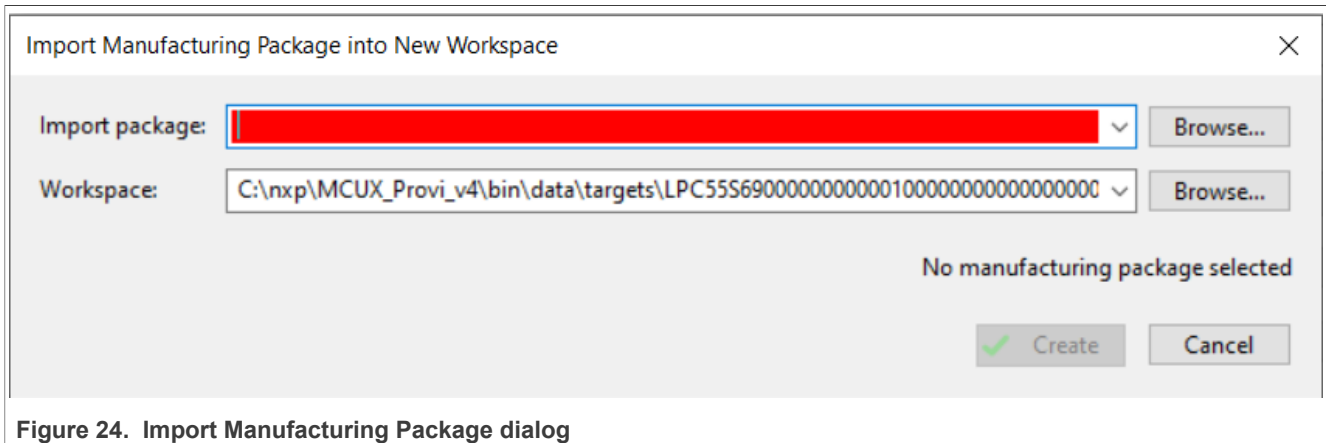 Import Manufacturing Package into New Workspace
Import package: Browse...
Workspace: C:\nxp\MCUX_Provi_v4\bin\data\targets\LPC55S69000000000000100000000000000000 Browse...
No manufacturing package selected
Create Cancel
Figure 24. Import Manufacturing Package dialog